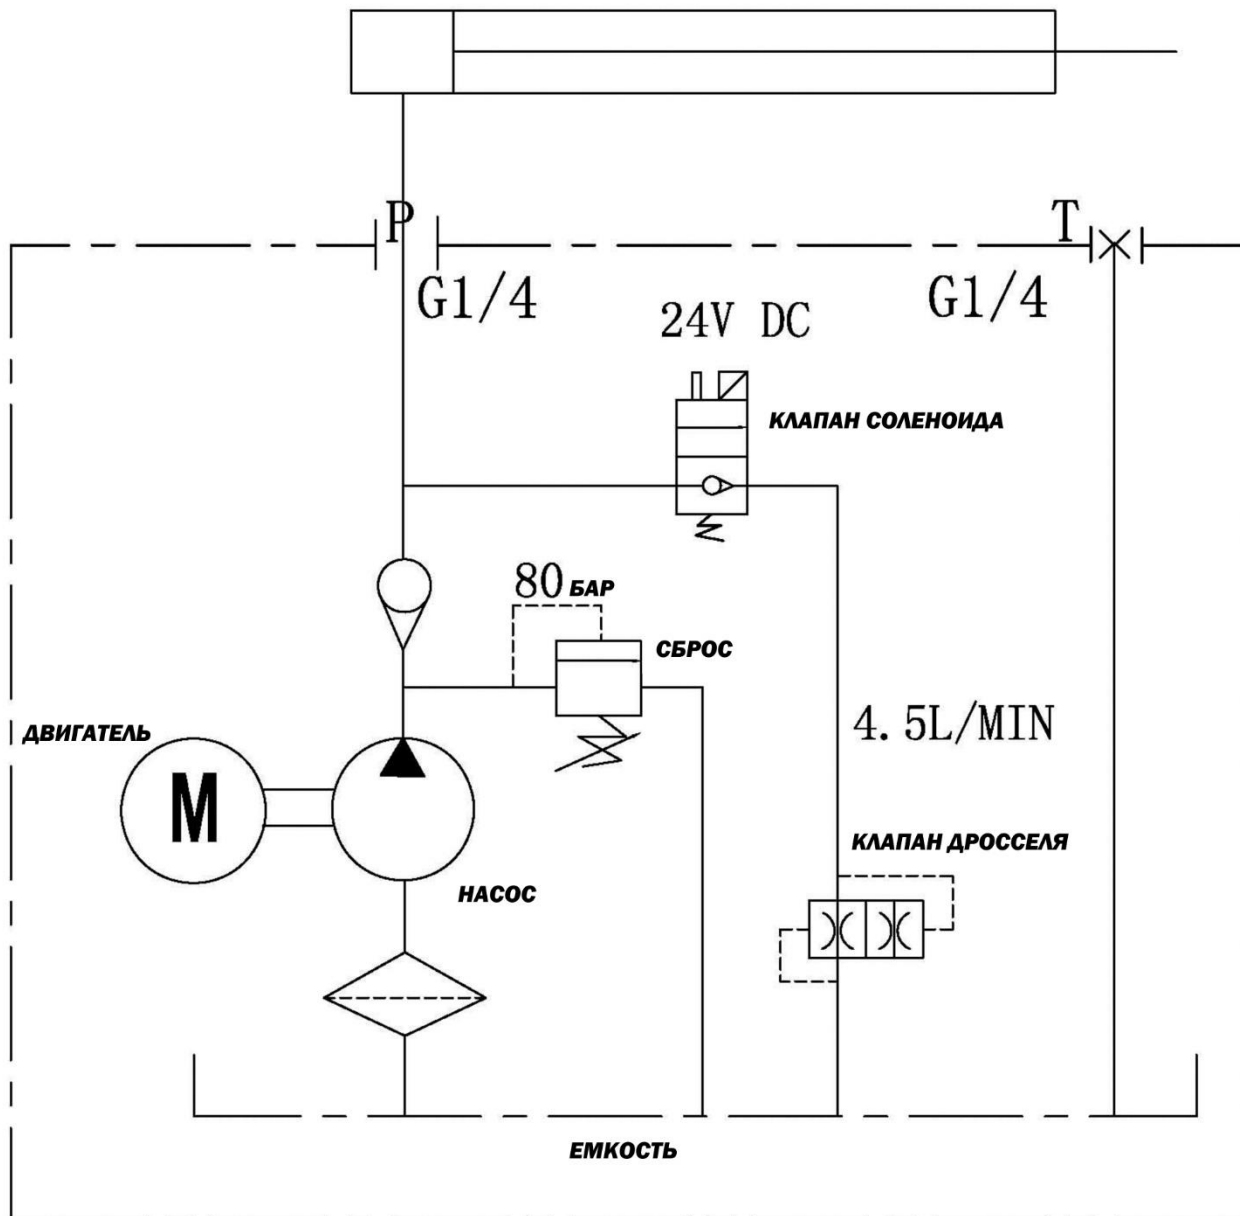 P
T
G1/4
G1/4
24V DC
КЛАПАН СОЛЕНОИДА
80 БАР
СБРОС
ДВИГАТЕЛЬ
4.5L/MIN
M
КЛАПАН ДРОССЕЛЯ
НАСОС
ЕМКОСТЬ